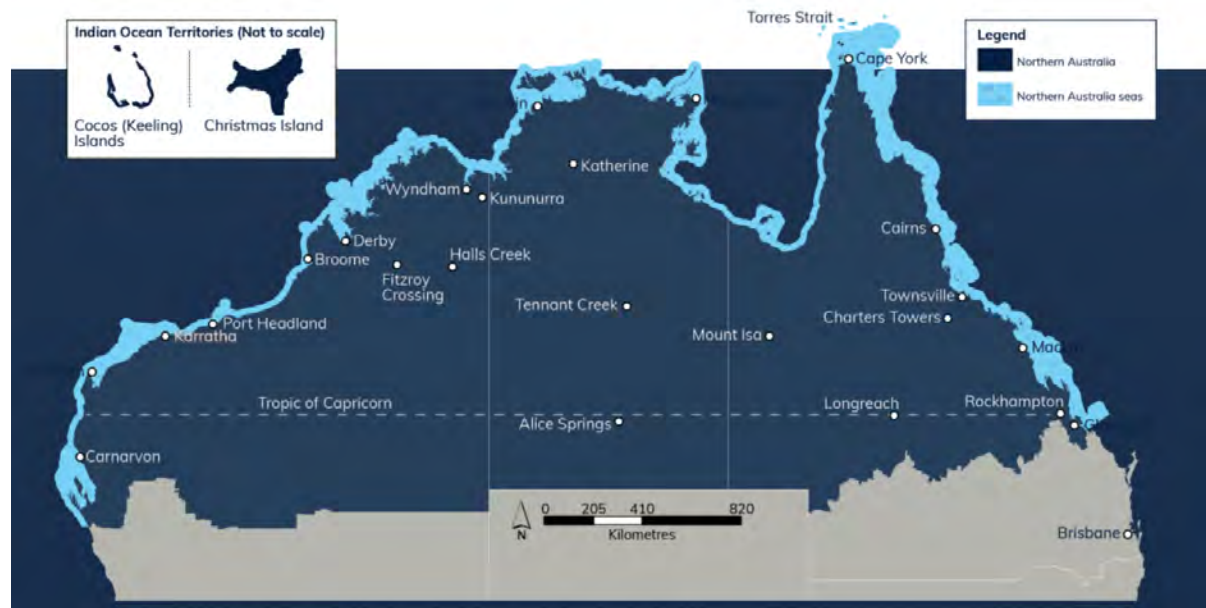 Torres Strait
Indian Ocean Territories (Not to scale)
Cocos (Keeling)
Islands
Christmas Island
Legend
Northern Australia
Northern Australia seas
Cape York
Katherine
Wyndham
Kununurra
Derby
Broome
Halls Creek
Fitzroy
Crossing
Cairns
Tennant Creek
Townsville
Charters Towers
Port Headland
Karratha
Mount Isa
Tropic of Capricorn
Longreach
Rockhampton
Alice Springs
Carnarvon
0 205 410 820
Kilometres
N
Brisbane